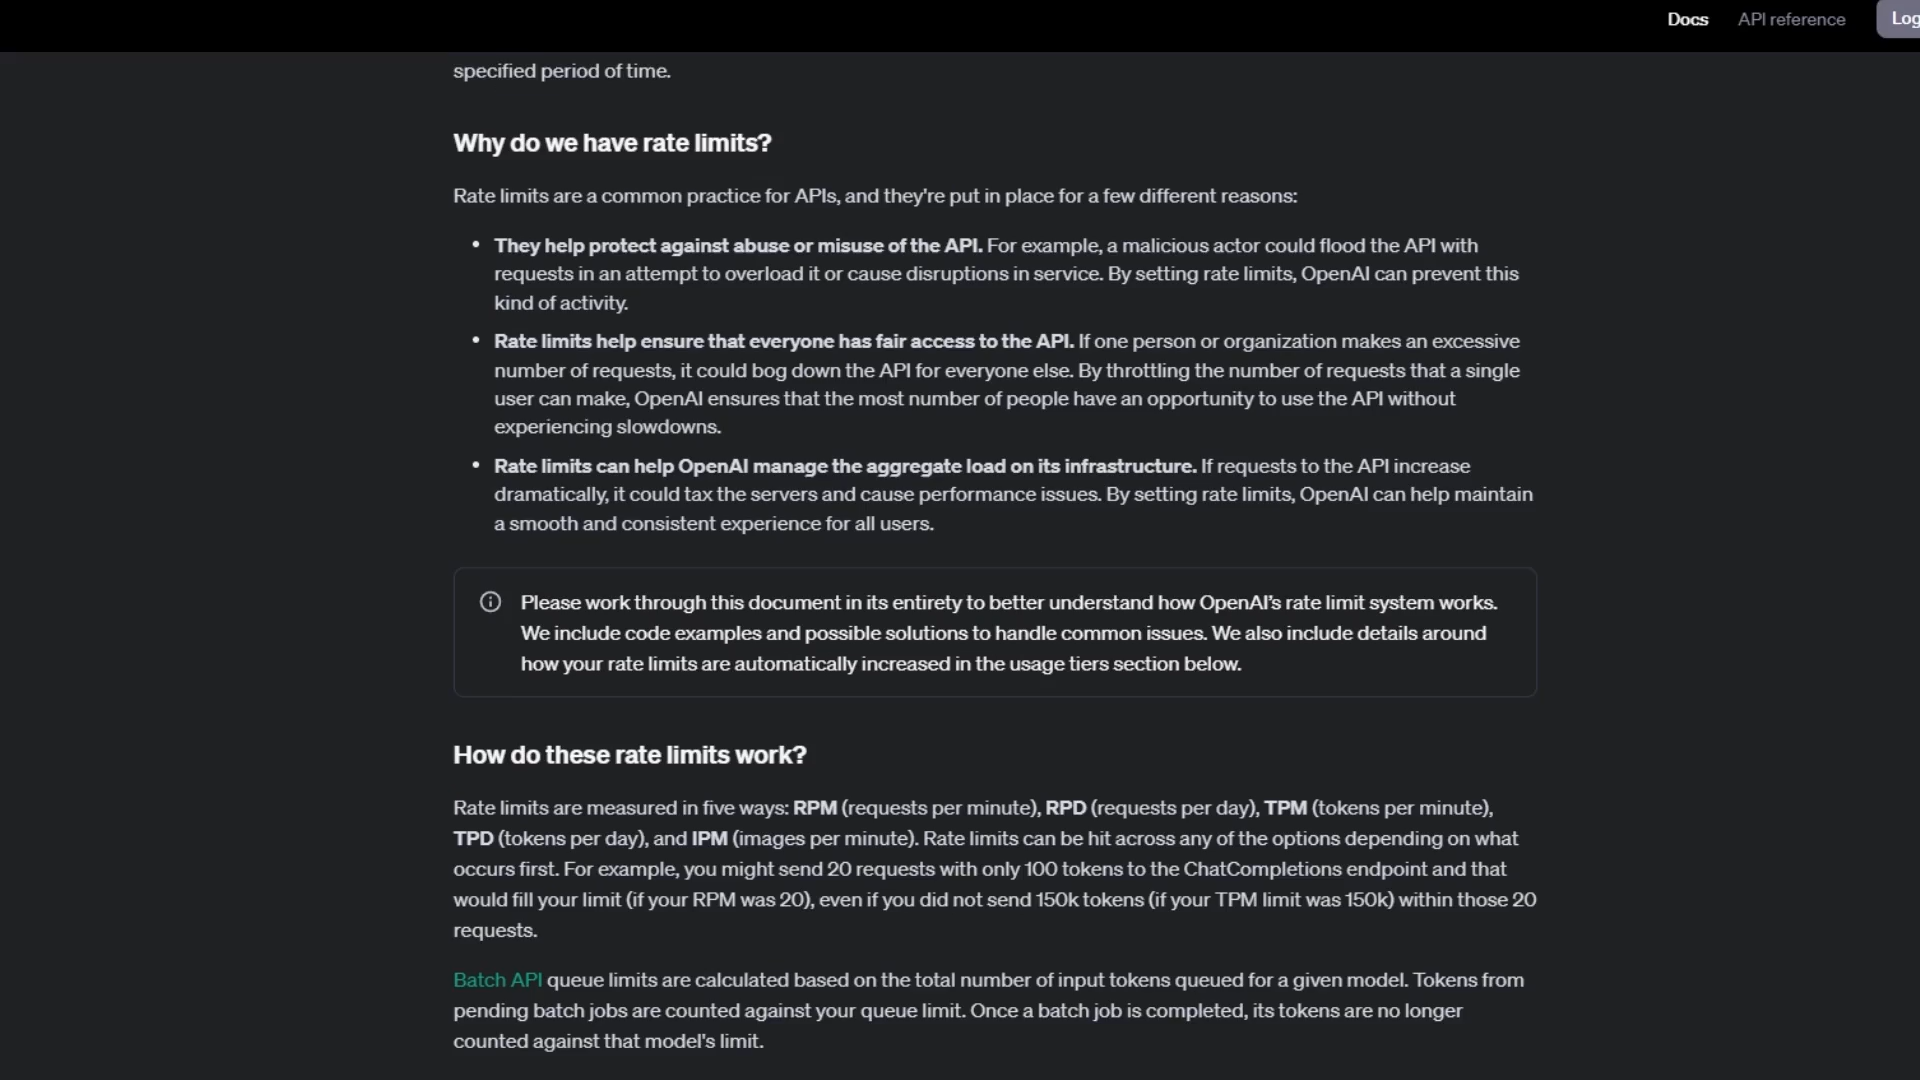 Docs API reference Log
specified period of time.
Why do we have rate limits?
Rate limits are a common practice for APIs, and they're put in place for a few different reasons:
• They help protect against abuse or misuse of the API. For example, a malicious actor could flood the API with
requests in an attempt to overload it or cause disruptions in service. By setting rate limits, OpenAI can prevent this
kind of activity.
• Rate limits help ensure that everyone has fair access to the API. If one person or organization makes an excessive
number of requests, it could bog down the API for everyone else. By throttling the number of requests that a single
user can make, OpenAI ensures that the most number of people have an opportunity to use the API without
experiencing slowdowns.
• Rate limits can help OpenAI manage the aggregate load on its infrastructure. If requests to the API increase
dramatically, it could tax the servers and cause performance issues. By setting rate limits, OpenAI can help maintain
a smooth and consistent experience for all users.
Please work through this document in its entirety to better understand how OpenAI’s rate limit system works.
We include code examples and possible solutions to handle common issues. We also include details around
how your rate limits are automatically increased in the usage tiers section below.
How do these rate limits work?
Rate limits are measured in five ways: RPM (requests per minute), RPD (requests per day), TPM (tokens per minute),
TPD (tokens per day), and IPM (images per minute). Rate limits can be hit across any of the options depending on what
occurs first. For example, you might send 20 requests with only 100 tokens to the ChatCompletions endpoint and that
would fill your limit (if your RPM was 20), even if you did not send 150k tokens (if your TPM limit was 150k) within those 20
requests.
Batch API queue limits are calculated based on the total number of input tokens queued for a given model. Tokens from
pending batch jobs are counted against your queue limit. Once a batch job is completed, its tokens are no longer
counted against that model's limit.